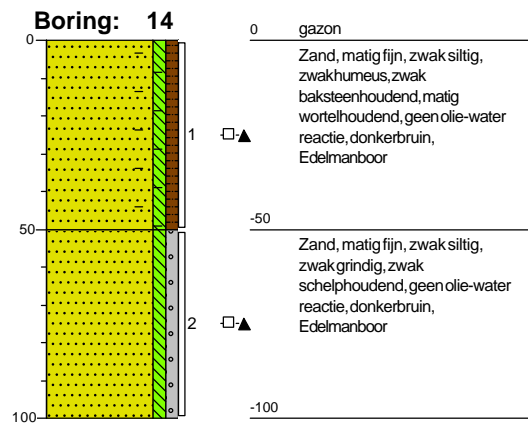 Boring: 14
0
50
100
1
2
0 gazon
Zand, matig fijn, zwak siltig,
zwak humeus, zwak
baksteenhoudend, matig
wortelhoudend, geen olie-water
reactie, donkerbruin,
Edelmanboor
-50
Zand, matig fijn, zwak siltig,
zwak grindig, zwak
schelphoudend, geen olie-water
reactie, donkerbruin,
Edelmanboor
-100